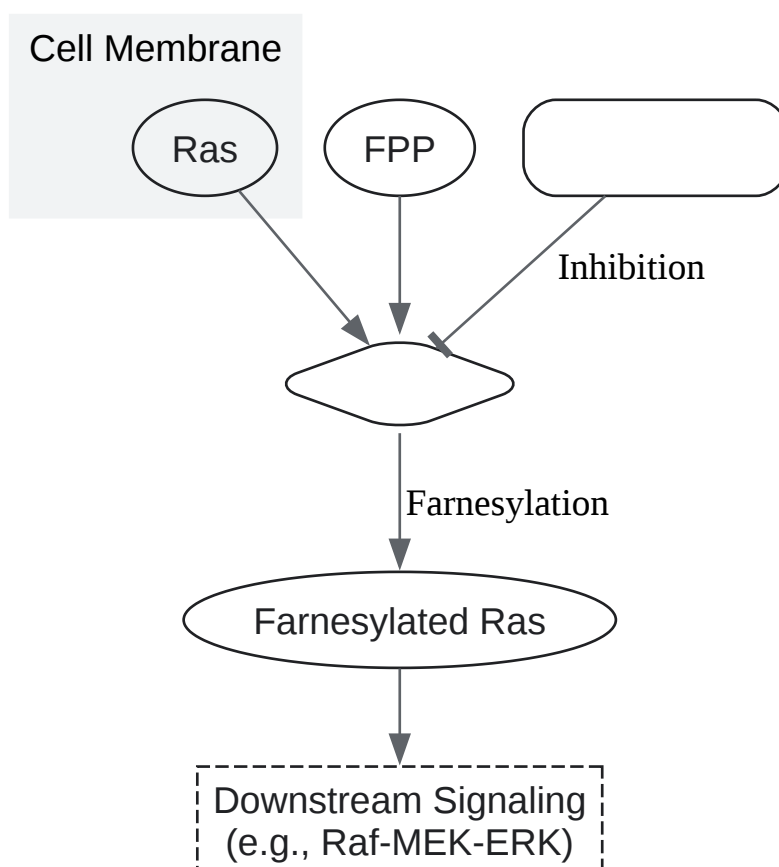 Cell Membrane
Ras
FPP
Inhibition
Farnesylation
Farnesylated Ras
Downstream Signaling
(e.g., Raf-MEK-ERK)